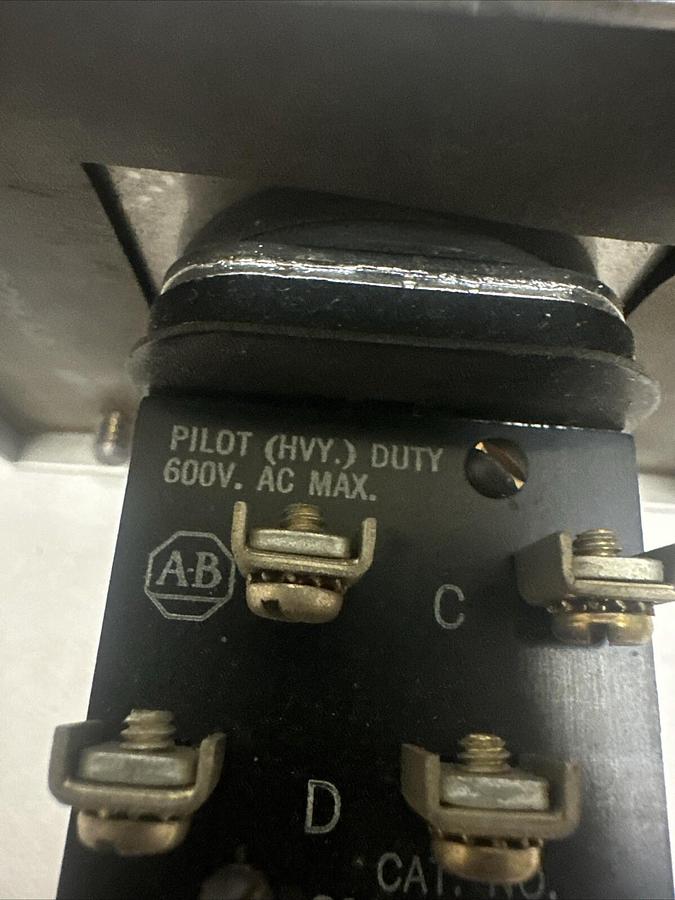 PILOT (HVY.) DUTY
600V. AC MAX.
A-B
C
D
CAT. NO.